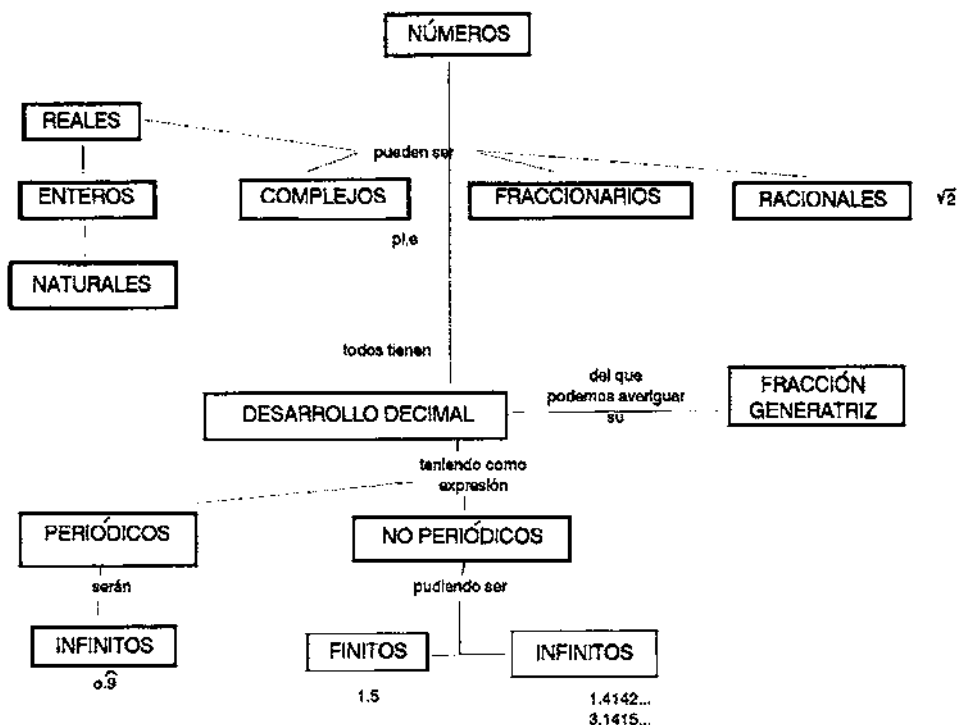 NÚMEROS
REALES
pueden ser
ENTEROS
COMPLEJOS
FRACCIONARIOS
RACIONALES
√2
pi,e
NATURALES
todos tienen
DESARROLLO DECIMAL
del que
podemos averiguar
su
FRACCIÓN
GENERATRIZ
teniendo como
expresión
PERIÓDICOS
NO PERIÓDICOS
serán
pudiendo ser
INFINITOS
FINITOS
INFINITOS
o.9̂
1.5
1.4142...
3.1415...